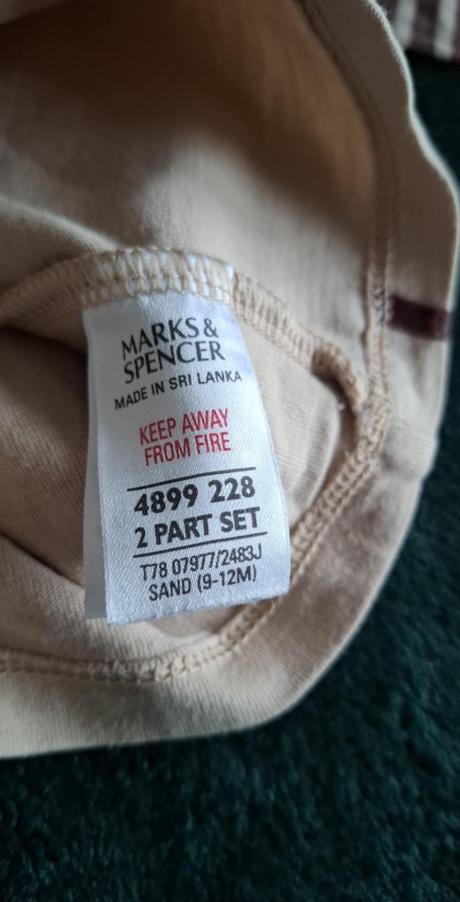 MARKS &
SPENCER
MADE IN SRI LANKA
KEEP AWAY
FROM FIRE
4899 228
2 PART SET
T78 07977/2483J
SAND (9-12M)